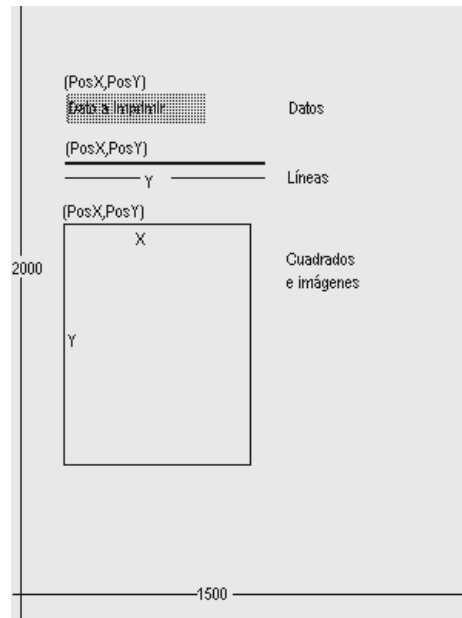 (PosX,PosY)
Dato a Imprimir
Datos
(PosX,PosY)
Y
Líneas
(PosX,PosY)
X
Cuadrados
e imágenes
2000
Y
1500